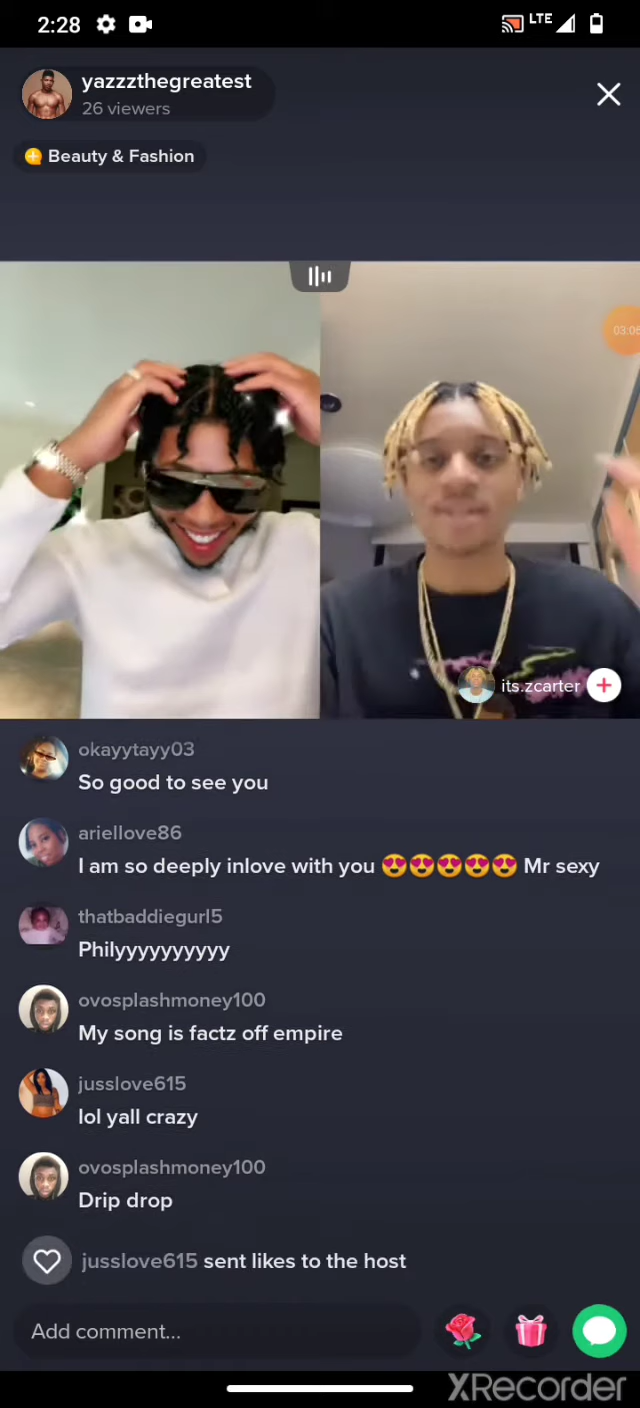 2:28
LTE
yazzzthegreatest
26 viewers
Beauty & Fashion
03:06
its.zcarter
okayytayy03
So good to see you
ariellove86
I am so deeply inlove with you 😍😍😍😍😍 Mr sexy
thatbaddiegurl5
Philyyyyyyyyyy
ovosplashmoney100
My song is factz off empire
jusslove615
lol yall crazy
ovosplashmoney100
Drip drop
jusslove615 sent likes to the host
Add comment...
XRecorder